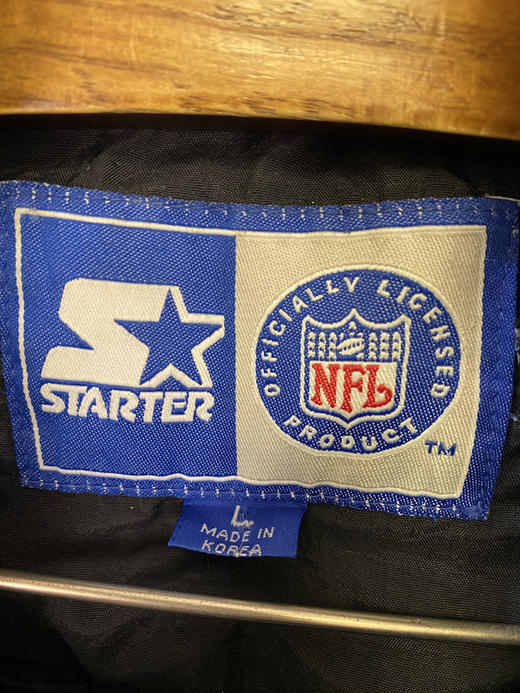 STARTER
OFFICIALLY LICENSED
NFL
PRODUCT
TM
L
MADE IN
KOREA